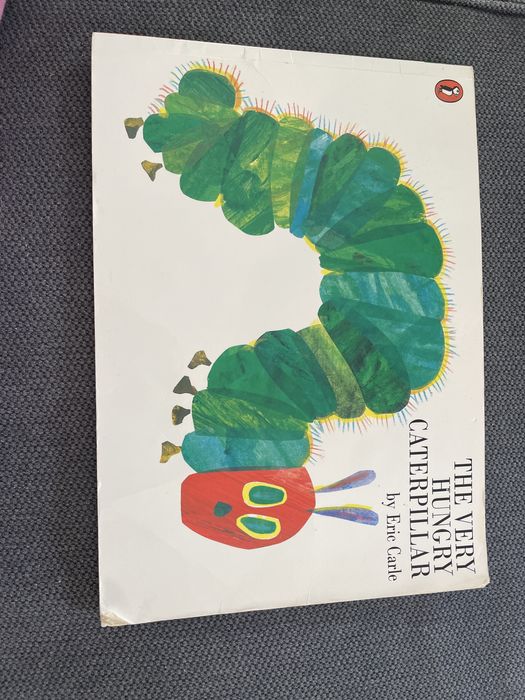 THE VERY
HUNGRY
CATERPILLAR
by Eric Carle